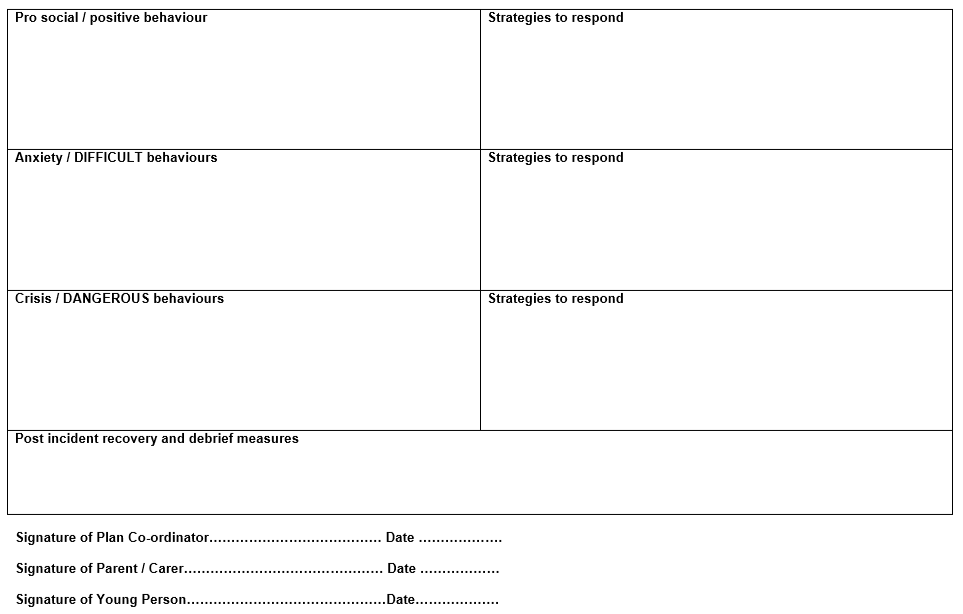 Pro social / positive behaviour
Strategies to respond
Anxiety / DIFFICULT behaviours
Strategies to respond
Crisis / DANGEROUS behaviours
Strategies to respond
Post incident recovery and debrief measures
Signature of Plan Co-ordinator………………………………… Date ……………….
Signature of Parent / Carer……………………………………… Date ………………
Signature of Young Person………………………………………Date……………….